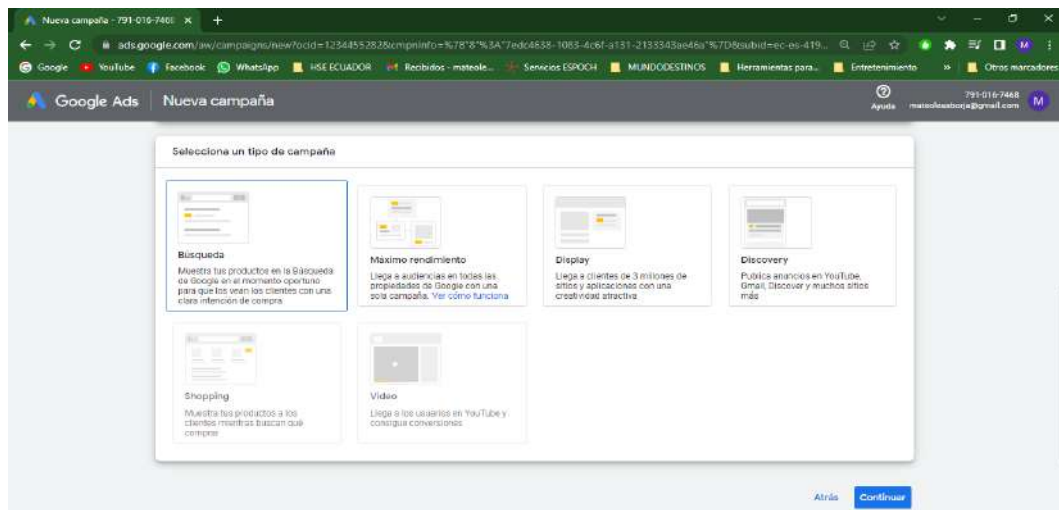 Nueva campaña - 791-016-746
ads.google.com/aw/campaigns/new?ocid=1234455282&cmpnInfo=%7B"8"%3A"7edc4638-1083-4c6f-a131-2133343ae46a"%7D&subid=ec-es-419...
Google YouTube Facebook WhatsApp HSE ECUADOR Recibidos - mateole... Servicios ESPOCH MUNDODESTINOS Herramientas para... Entretenimiento » Otros marcadores
Google Ads Nueva campaña
Ayuda
791-016-7468
M
Selecciona un tipo de campaña
Búsqueda
Muestra tus productos en la Búsqueda
de Google en el momento oportuno
para que los vean los clientes con una
clara intención de compra
Máximo rendimiento
Llega a audiencias en todas las
propiedades de Google con una
sola campaña. Ver cómo funciona
Display
Llega a clientes de 3 millones de
sitios y aplicaciones con una
creatividad atractiva
Discovery
Publica anuncios en YouTube,
Gmail, Discover y muchos sitios
más
Shopping
Muestra tus productos a los
clientes mientras buscan qué
comprar
Video
Llega a los usuarios en YouTube y
consigue conversiones
Atrás Continuar